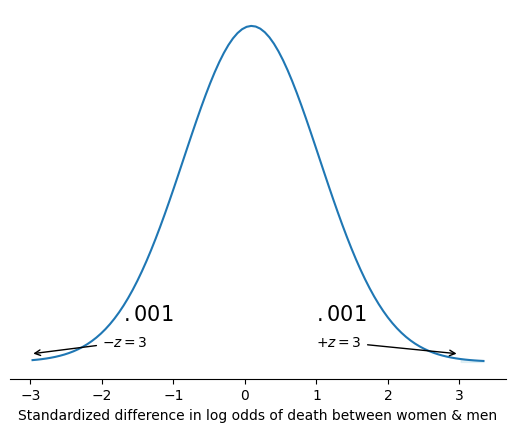 .001 .001
−z = 3 +z = 3
−3 −2 −1 0 1 2 3
Standardized difference in log odds of death between women & men